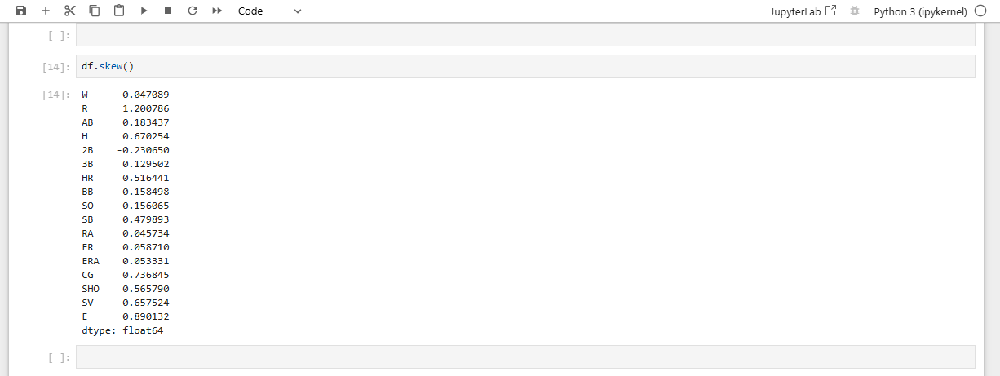 Code JupyterLab Python 3 (ipykernel)
[ ]:
[14]: df.skew()
[14]: W 0.047089
R 1.200786
AB 0.183437
H 0.670254
2B -0.230650
3B 0.129502
HR 0.516441
BB 0.158498
SO -0.156065
SB 0.479893
RA 0.045734
ER 0.058710
ERA 0.053331
CG 0.736845
SHO 0.565790
SV 0.657524
E 0.890132
dtype: float64
[ ]: